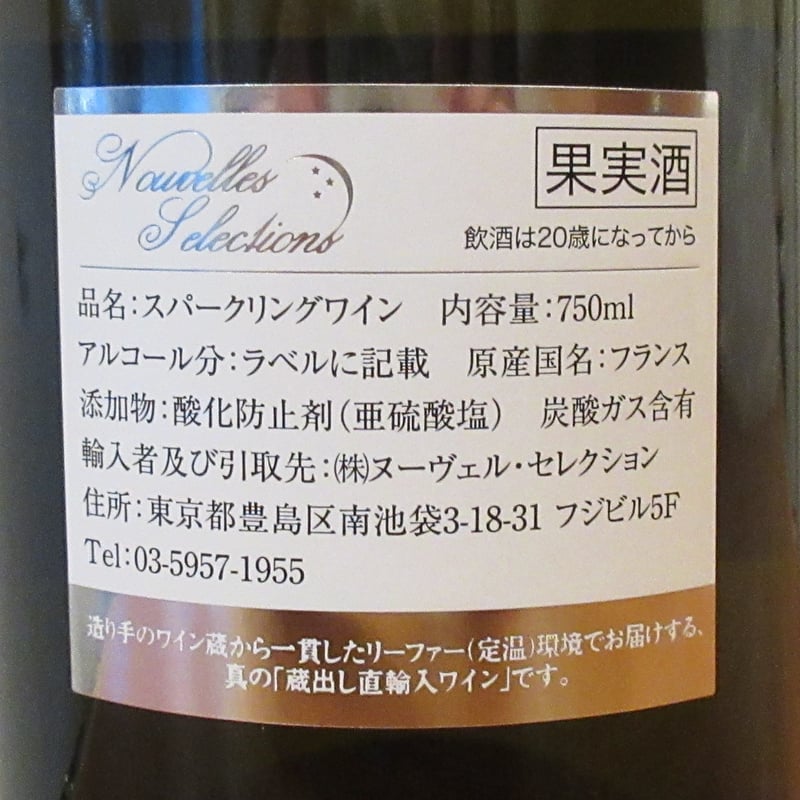 Nouvelles
Selections
果実酒
飲酒は20歳になってから
品名:スパークリングワイン 内容量:750ml
アルコール分:ラベルに記載 原産国名:フランス
添加物:酸化防止剤(亜硫酸塩) 炭酸ガス含有
輸入者及び引取先:㈱ヌーヴェル・セレクション
住所:東京都豊島区南池袋3-18-31 フジビル5F
Tel:03-5957-1955
造り手のワイン蔵から一貫したリーファー(定温)環境でお届けする、
真の「蔵出し直輸入ワイン」です。